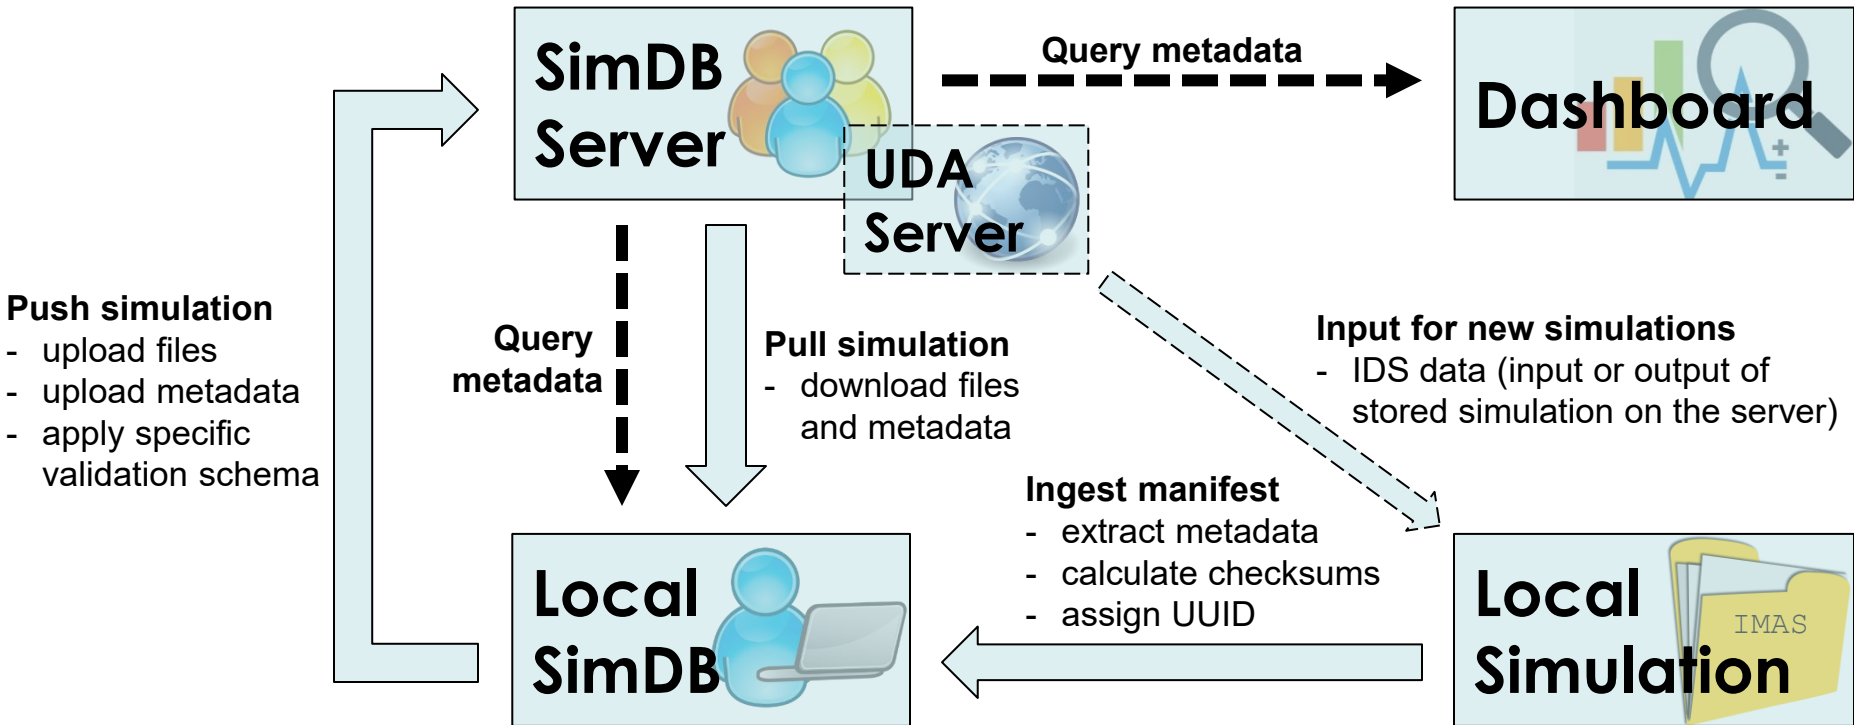 SimDB
Server
Query metadata
Dashboard
UDA
Server
Push simulation
- upload files
- upload metadata
- apply specific
validation schema
Query
metadata
Pull simulation
- download files
and metadata
Input for new simulations
- IDS data (input or output of
stored simulation on the server)
Ingest manifest
- extract metadata
- calculate checksums
- assign UUID
Local
SimDB
Local
Simulation
IMAS